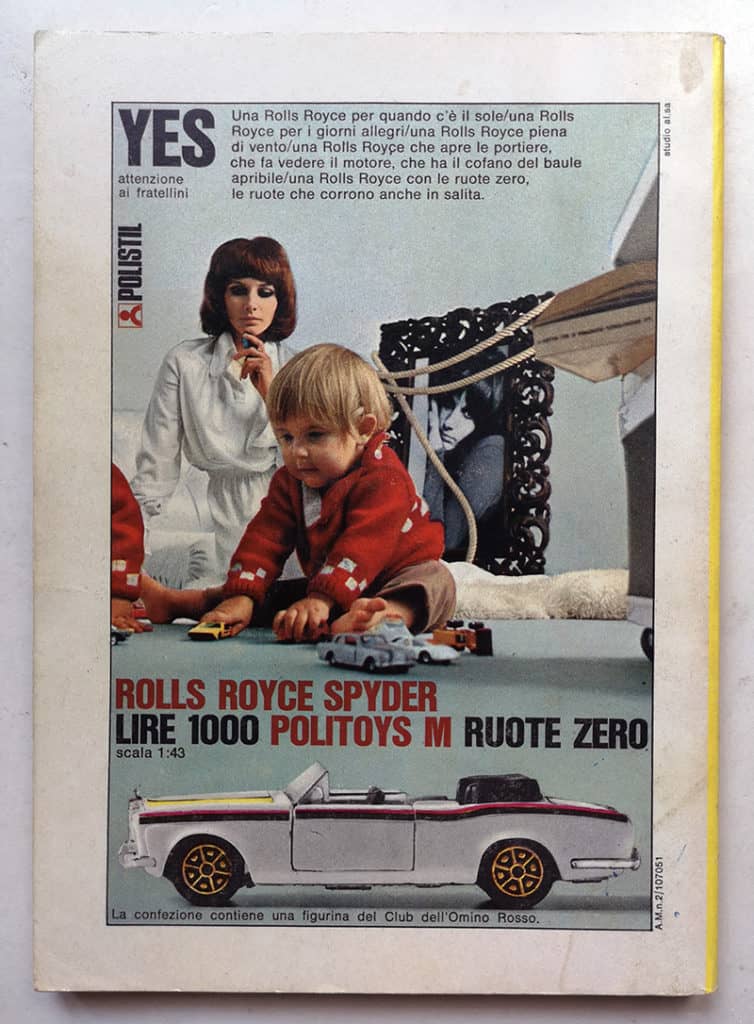 YES
attenzione
ai fratellini
Una Rolls Royce per quando c'è il sole/una Rolls
Royce per i giorni allegri/una Rolls Royce piena
di vento/una Rolls Royce che apre le portiere,
che fa vedere il motore, che ha il cofano del baule
apribile/una Rolls Royce con le ruote zero,
le ruote che corrono anche in salita.
studio al.sa
POLISTIL
ROLLS ROYCE SPYDER
LIRE 1000 POLITOYS M RUOTE ZERO
scala 1:43
La confezione contiene una figurina del Club dell'Omino Rosso.
A.M.n.2/107051